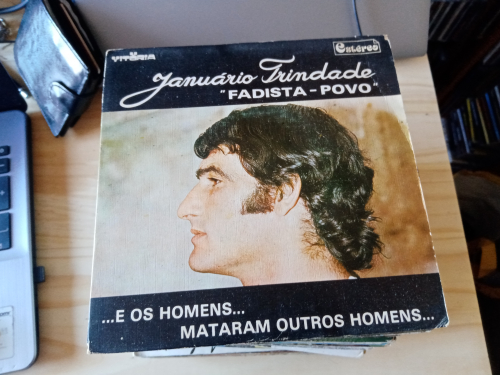 VITÓRIA
Estéreo
Januário Trindade
"FADISTA - POVO"
...E OS HOMENS...
MATARAM OUTROS HOMENS...